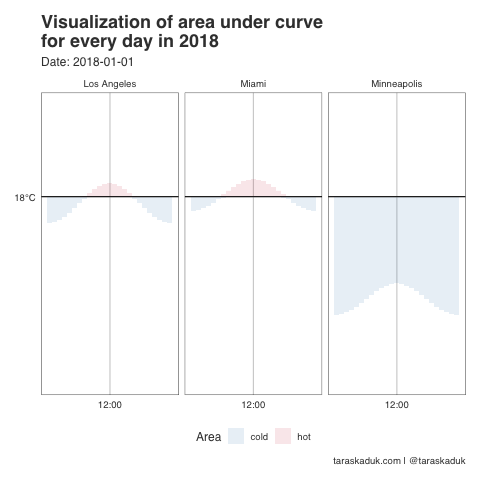 Visualization of area under curve
for every day in 2018
Date: 2018-01-01
Los Angeles
Miami
Minneapolis
18°C
12:00
12:00
12:00
Area
cold
hot
taraskaduk.com | @taraskaduk